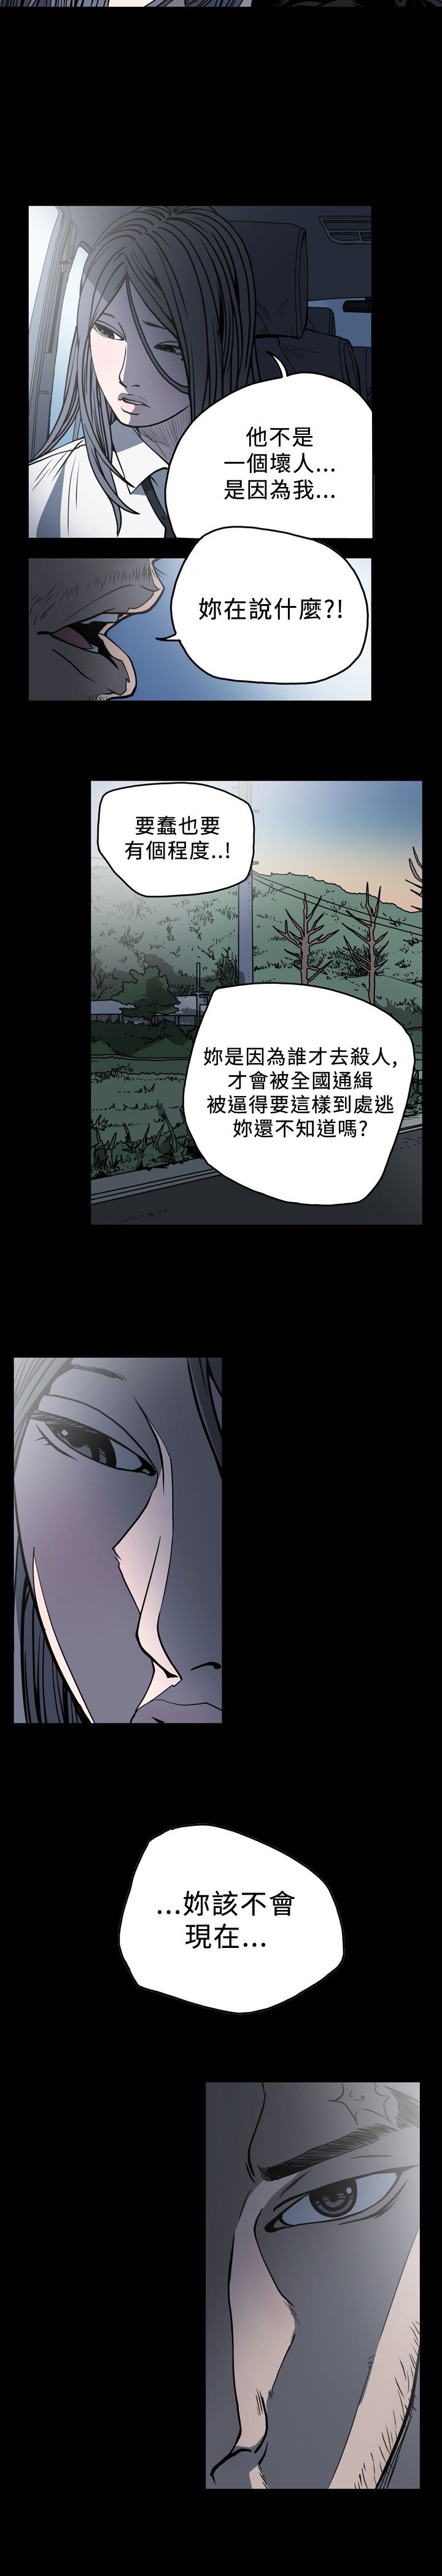 他不是
一個壞人...
是因為我...
妳在說什麼?!
要蠢也要
有個程度..!
妳是因為誰才去殺人,
才會被全國通緝
被逼得要這樣到處逃
妳還不知道嗎?
...妳該不會
現在...